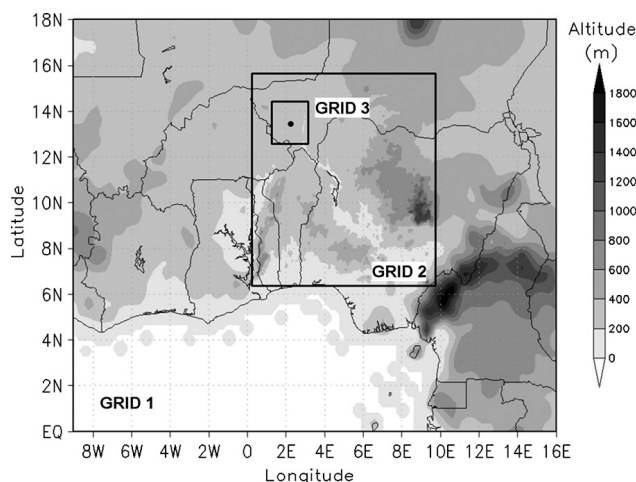 18N
16N
14N
12N
10N
8N
6N
4N
2N
EQ
Latitude
GRID 3
GRID 2
GRID 1
8W 6W 4W 2W 0 2E 4E 6E 8E 10E 12E 14E 16E
Longitude
Altitude
(m)
1800
1600
1400
1200
1000
800
600
400
200
0